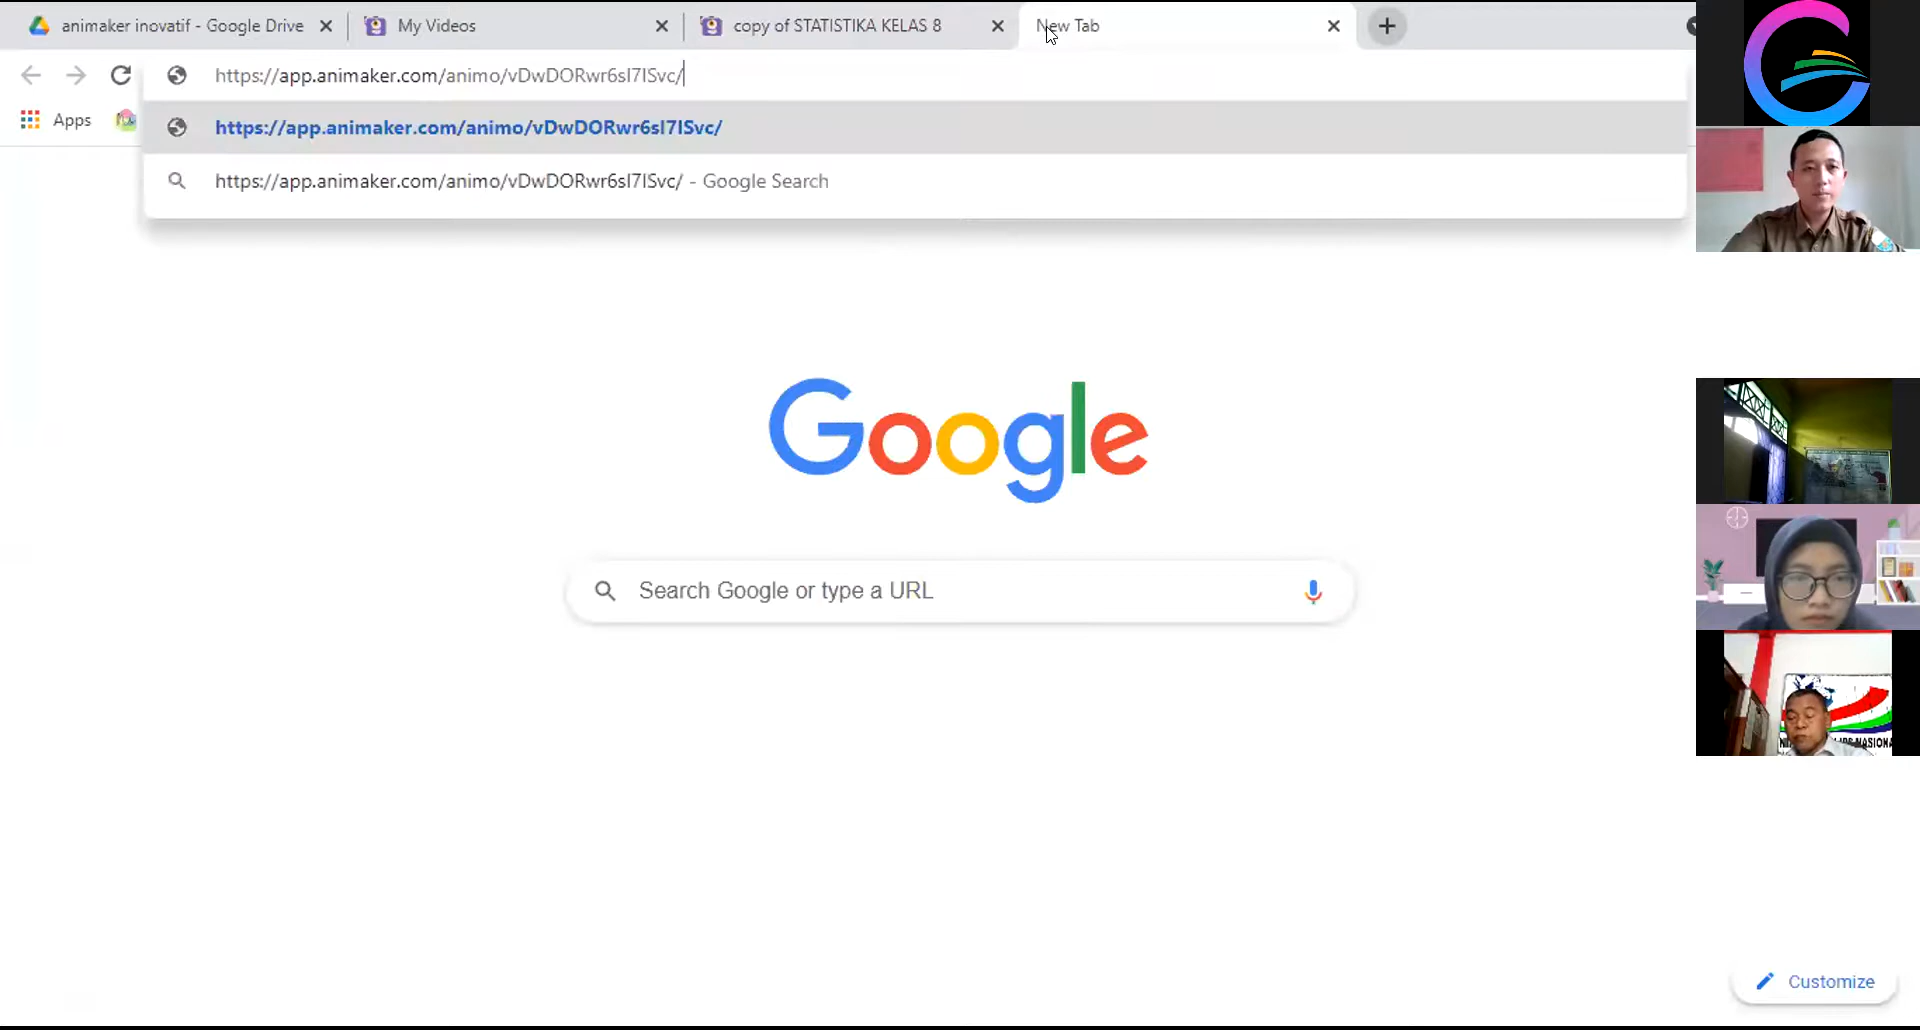 animaker inovatif - Google Drive
My Videos
copy of STATISTIKA KELAS 8
New Tab
https://app.animaker.com/animo/vDwDORwr6sI7ISvc/
Apps
https://app.animaker.com/animo/vDwDORwr6sI7ISvc/
https://app.animaker.com/animo/vDwDORwr6sI7ISvc/ - Google Search
Google
Search Google or type a URL
NASIONA
Customize